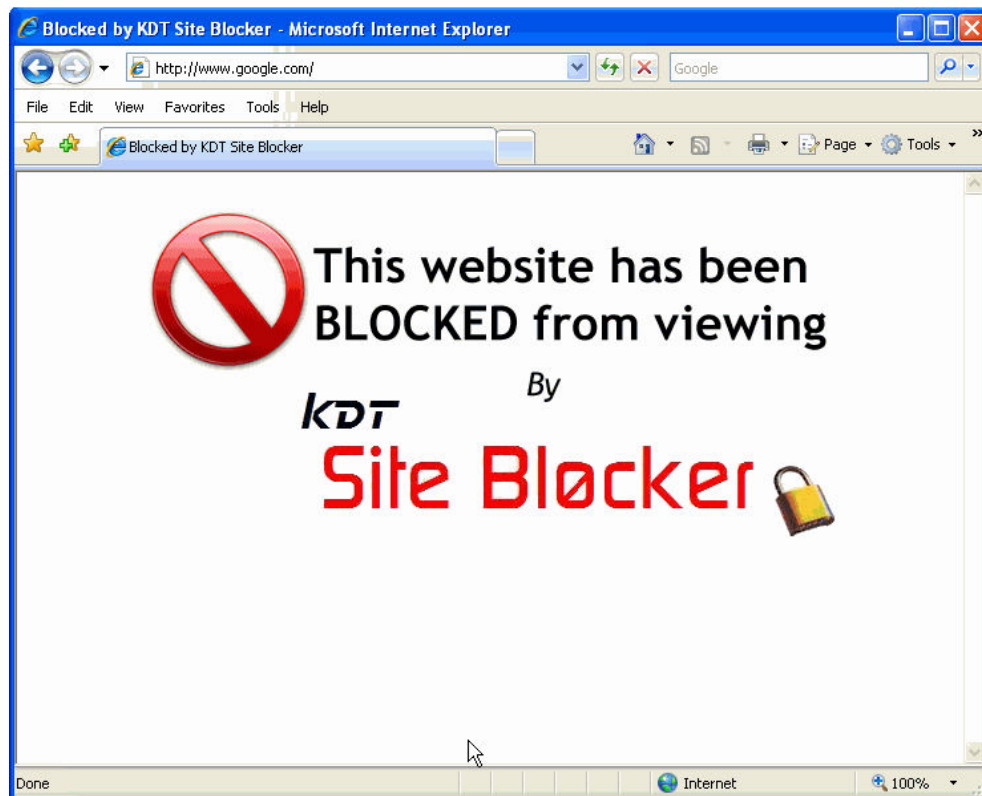 Blocked by KDT Site Blocker - Microsoft Internet Explorer
http://www.google.com/ Google
File Edit View Favorites Tools Help
Blocked by KDT Site Blocker Page Tools »
This website has been
BLOCKED from viewing
By
KDT
Site Blocker
Done Internet 100%